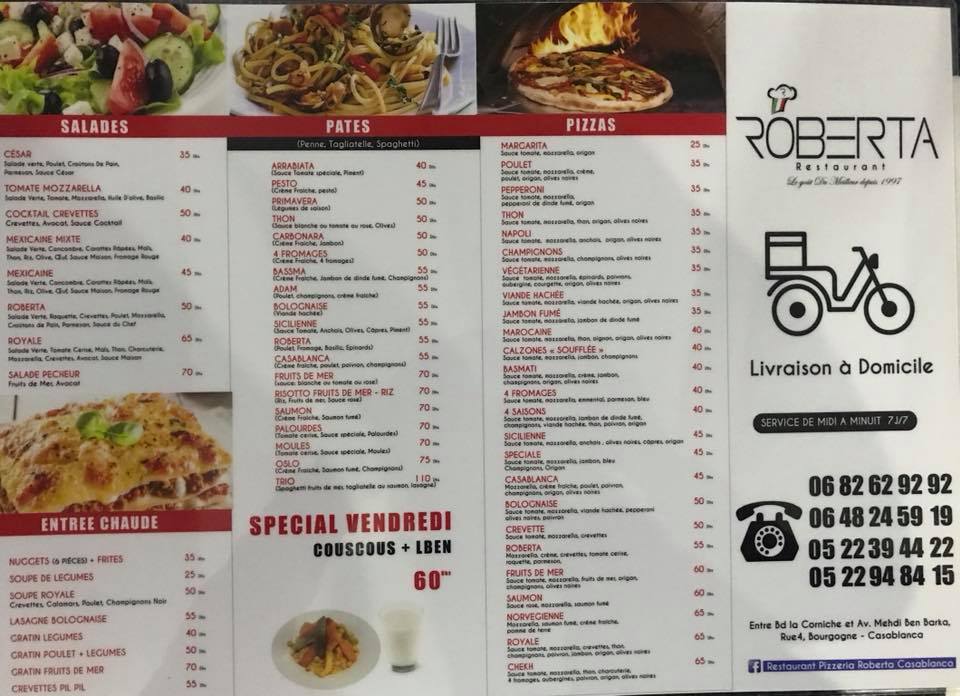 SALADES
CÉSAR 35 Dhs
Salade verte, Poulet, Croûtons De Pain,
Parmesan, Sauce César
TOMATE MOZZARELLA 40 Dhs
Salade Verte, Tomate, Mozzarella, Huile D'olive, Basilic
COCKTAIL CREVETTES 50 Dhs
Crevettes, Avocat, Sauce Cocktail
MEXICAINE MIXTE 40 Dhs
Salade Verte, Concombre, Carottes Râpées, Maïs,
Thon, Riz, Olive, Œuf, Sauce Maison, Fromage Rouge
MEXICAINE 45 Dhs
Salade Verte, Concombre, Carottes Râpées, Maïs,
Thon, Riz, Olive, Œuf, Sauce Maison, Fromage Rouge
ROBERTA 50 Dhs
Salade Verte, Roquette, Crevettes, Poulet, Mozzarella,
Croûtons de Pain, Parmesan, Sauce du Chef
ROYALE 65 Dhs
Salade Verte, Tomate Cerise, Maïs, Thon, Charcuterie,
Mozzarella, Crevettes, Avocat, Sauce Maison
SALADE PECHEUR 70 Dhs
Fruits de Mer, Avocat
ENTREE CHAUDE
NUGGETS (6 PIÈCES) + FRITES 35 Dhs
SOUPE DE LEGUMES 25 Dhs
SOUPE ROYALE 50 Dhs
Crevettes, Calamars, Poulet, Champignons Noir
LASAGNE BOLOGNAISE 55 Dhs
GRATIN LEGUMES 40 Dhs
GRATIN POULET + LEGUMES 50 Dhs
GRATIN FRUITS DE MER 70 Dhs
CREVETTES PIL PIL 55 Dhs
PATES
(Penne, Tagliatelle, Spaghetti)
ARRABIATA 40 Dhs
(Sauce Tomate spéciale, Piment)
PESTO 45 Dhs
(Crème Fraiche, pesto)
PRIMAVERA 50 Dhs
(Légumes de saison)
THON 50 Dhs
(Sauce blanche au tomate ou rose, Olives)
CARBONARA 50 Dhs
(Crème Fraiche, Jambon)
4 FROMAGES 50 Dhs
(Crème Fraiche, 4 fromages)
BASSMA 55 Dhs
(Crème Fraiche, Jambon de dinde fumé, Champignons)
ADAM 55 Dhs
(Poulet, champignons, crème fraiche)
BOLOGNAISE 55 Dhs
(Viande hachée)
SICILIENNE 55 Dhs
(Sauce Tomate, Anchois, Olives, Câpres, Piment)
ROBERTA 55 Dhs
(Poulet, Fromage, Basilic, Epinards)
CASABLANCA 55 Dhs
(Crème fraiche, poulet, poivron, champignons)
FRUITS DE MER 70 Dhs
(sauce: blanche au tomate ou rose)
RISOTTO FRUITS DE MER - RIZ 70 Dhs
(Riz, Fruits de mer, Sauce rose)
SAUMON 70 Dhs
(Crème Fraiche, Saumon fumé)
PALOURDES 70 Dhs
(Tomate cerise, Sauce spéciale, Palourdes)
MOULES 70 Dhs
(Tomate cerise, Sauce spéciale, Moules)
OSLO 75 Dhs
(Crème Fraiche, Saumon fumé, Champignons)
TRIO 110 Dhs
(Spaghetti fruits de mer, tagliatelle au saumon, lasagne)
SPECIAL VENDREDI
COUSCOUS + LBEN
60 DHS
PIZZAS
MARGARITA 25 Dhs
Sauce tomate, mozzarella, origan
POULET 35 Dhs
Sauce tomate, mozzarella, crème,
poulet, origan, olives noires
PEPPERONI 35 Dhs
Sauce tomate, mozzarella,
pepperoni de dinde fumé, origan
THON 35 Dhs
Sauce tomate, mozzarella, thon, origan, olives noires
NAPOLI 35 Dhs
Sauce tomate, mozzarella, anchois, origan, olives noires
CHAMPIGNONS 35 Dhs
Sauce tomate, mozzarella, champignons, olives noires
VÉGÉTARIENNE 35 Dhs
Sauce tomate, mozzarella, épinards, poivrons,
aubergine, courgette, origan, olives noires
VIANDE HACHÉE 35 Dhs
Sauce tomate, mozzarella, viande hachée, origan, olives noires
JAMBON FUMÉ 35 Dhs
Sauce tomate, mozzarella, jambon de dinde fumé
MAROCAINE 40 Dhs
Sauce tomate, mozzarella, thon, oignon, origan, olives noires
CALZONES « SOUFFLÉE » 40 Dhs
Sauce tomate, mozzarella, jambon, champignons
BASMATI 40 Dhs
Sauce tomate, mozzarella, crème, jambon,
champignons, origan, olives noires
4 FROMAGES 40 Dhs
Sauce tomate, mozzarella, emmental, parmesan, bleu
4 SAISONS 40 Dhs
Sauce tomate, mozzarella, jambon de dinde fumé,
champignons, viande hachée, thon, poivron, origan
SICILIENNE 45 Dhs
Sauce tomate, mozzarella, anchois, olives noires, câpres, origan
SPECIALE 45 Dhs
Sauce tomate, mozzarella, jambon, bleu
Champignons, Origan
CASABLANCA 45 Dhs
Mozzarella, crème fraiche, poulet, poivron,
champignons, origan, olives noires
BOLOGNAISE 50 Dhs
Sauce tomate, mozzarella, viande hachée, pepperoni
olives noires, poivron
CREVETTE 50 Dhs
Sauce tomate, mozzarella, crevettes
ROBERTA 55 Dhs
Mozzarella, crème, crevettes, tomate cerise,
roquette, parmesan,
FRUITS DE MER 60 Dhs
Sauce tomate, mozzarella, fruits de mer, origan,
champignons, olives noires
SAUMON 60 Dhs
Sauce rose, mozzarella, saumon fumé
NORVEGIENNE 65 Dhs
Mozzarella, saumon fumé, crème fraiche,
pomme de terre
ROYALE 65 Dhs
Sauce tomate, mozzarella, crevettes, thon,
champignons, poivron, jambon, origan, olives noires
CHEKH 65 Dhs
Sauce tomate, mozzarella, thon, charcuterie,
4 fromages, aubergines, poivron, origan, olives noires
ROBERTA
Restaurant
Le goût Du Meilleur depuis 1997
Livraison à Domicile
SERVICE DE MIDI A MINUIT 7J/7
06 82 62 92 92
06 48 24 59 19
05 22 39 44 22
05 22 94 84 15
Entre Bd la Corniche et Av. Mehdi Ben Barka,
Rue4, Bourgogne - Casablanca
f Restaurant Pizzeria Roberta Casablanca